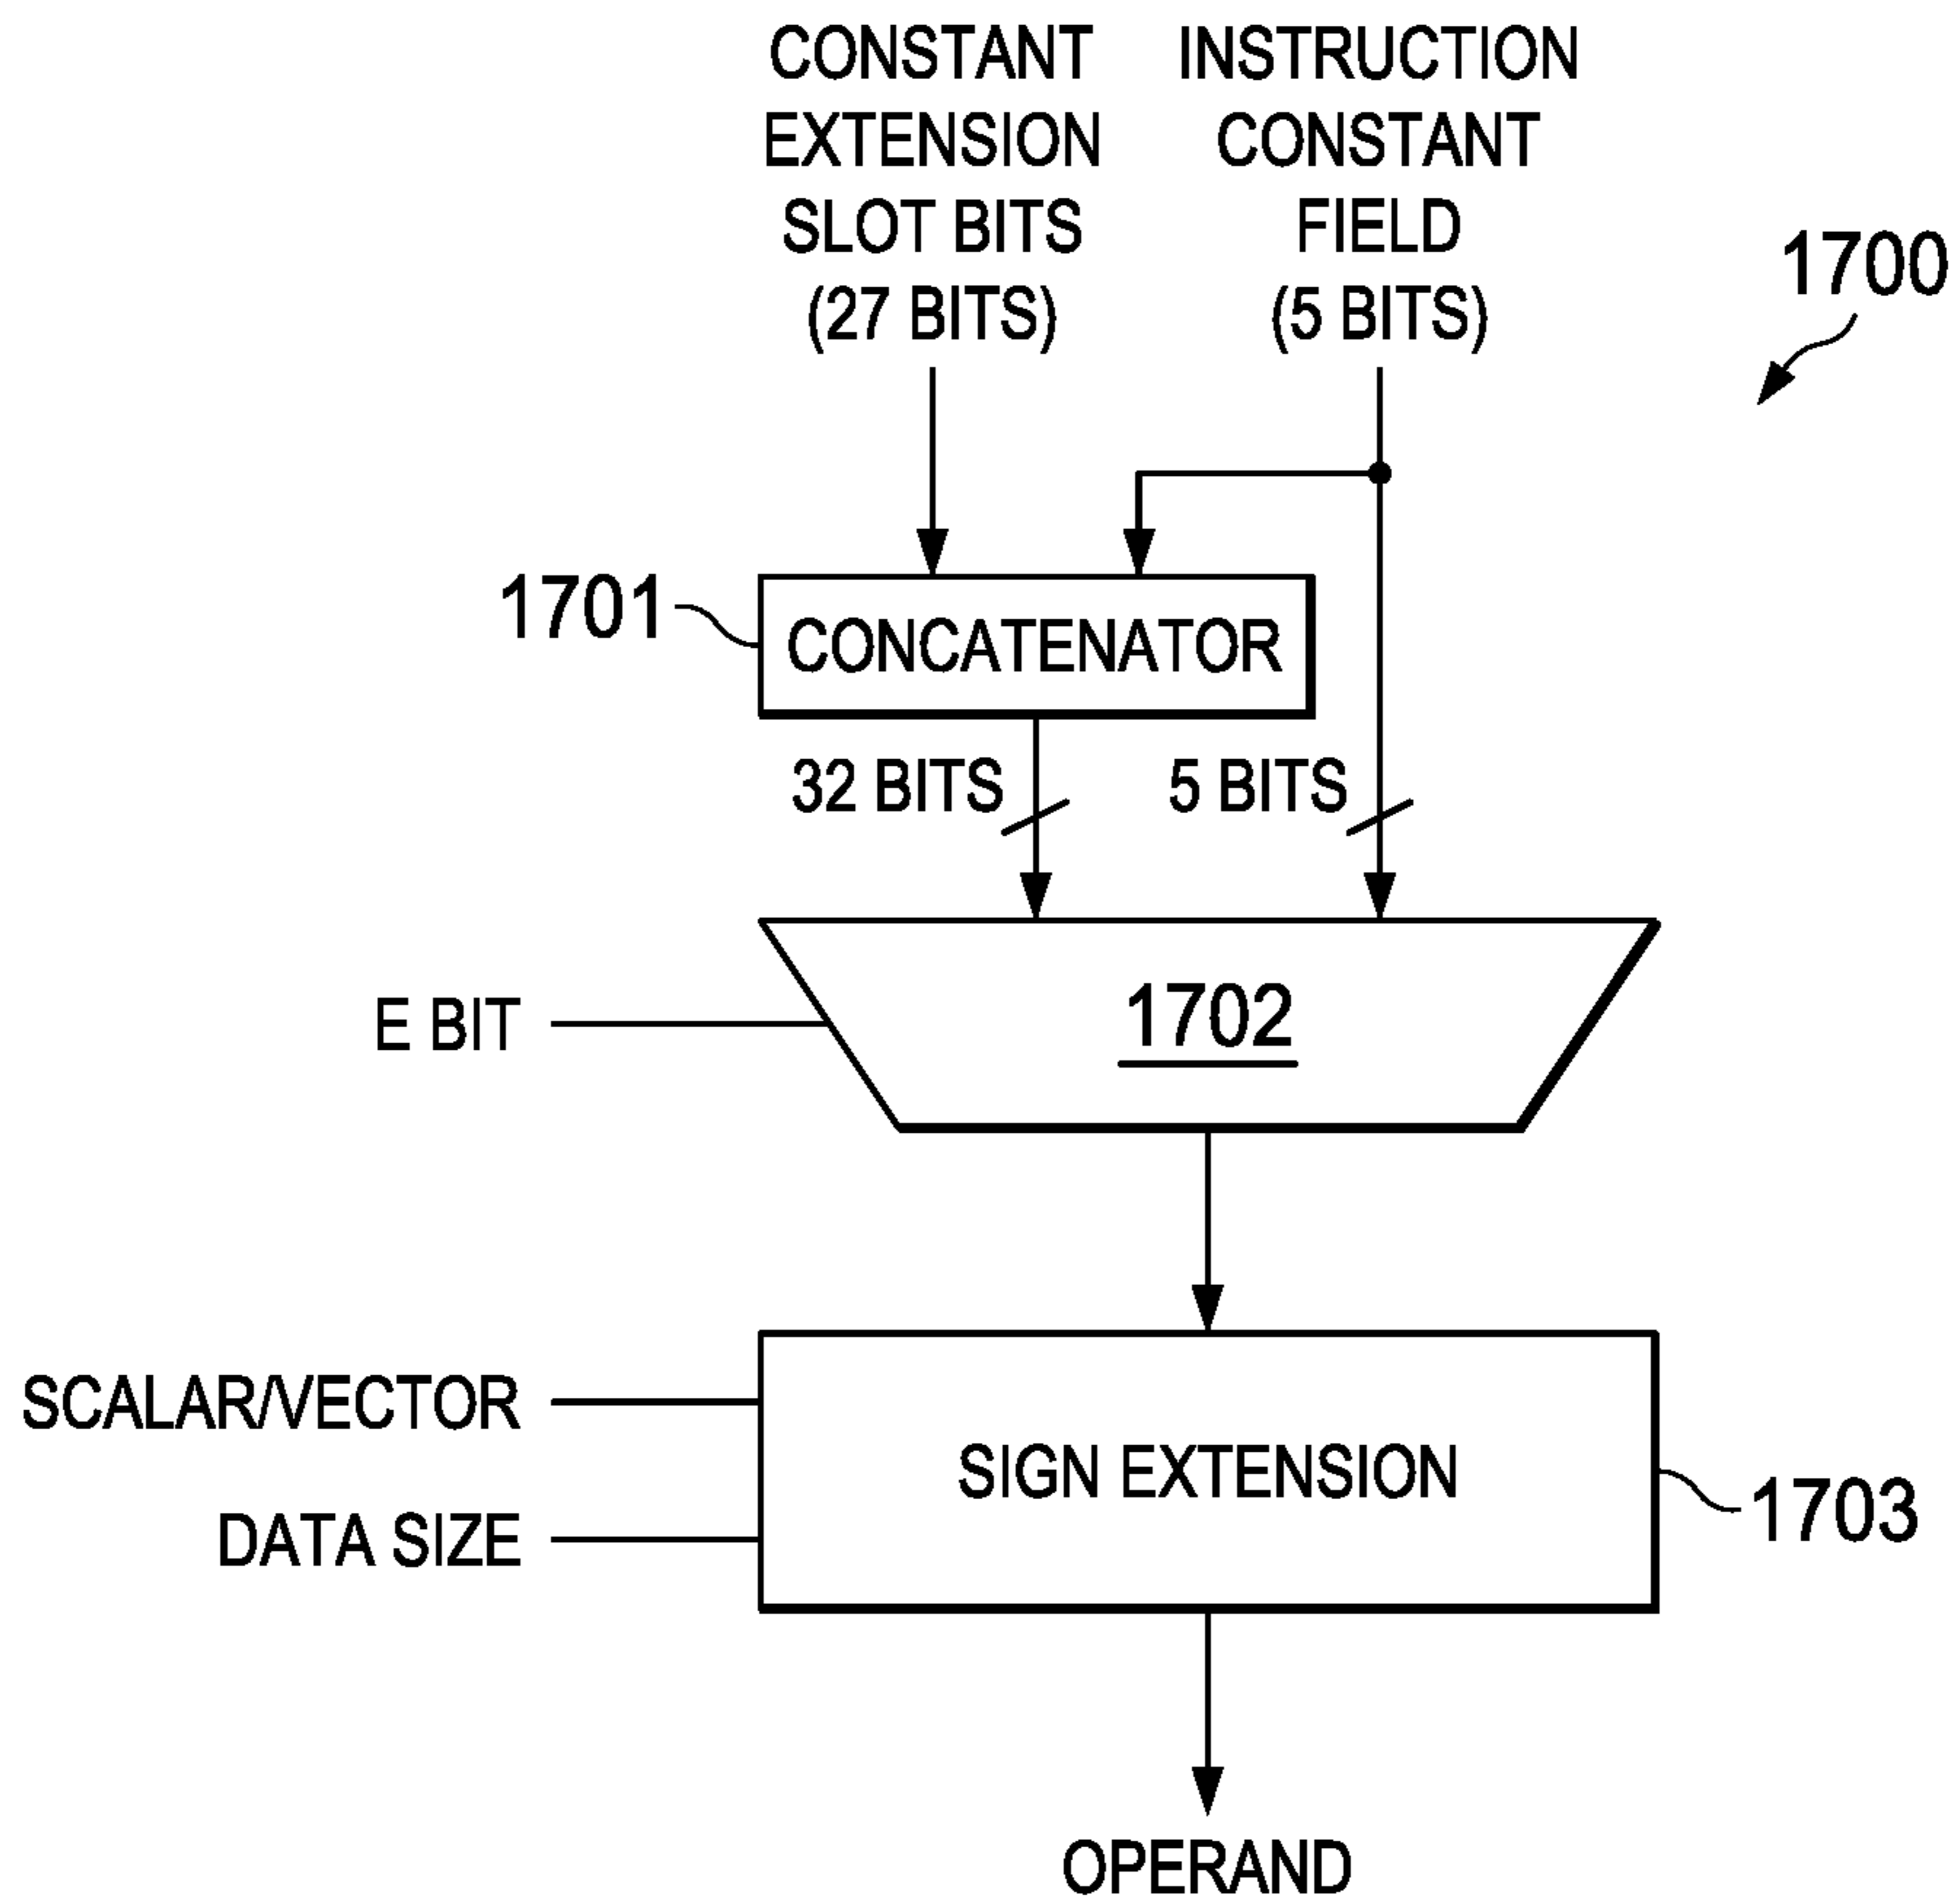 CONSTANT
EXTENSION
SLOT BITS
(27 BITS)
INSTRUCTION
CONSTANT
FIELD
(5 BITS)
1700
1701
CONCATENATOR
32 BITS
5 BITS
E BIT
1702
SCALAR/VECTOR
DATA SIZE
SIGN EXTENSION
1703
OPERAND